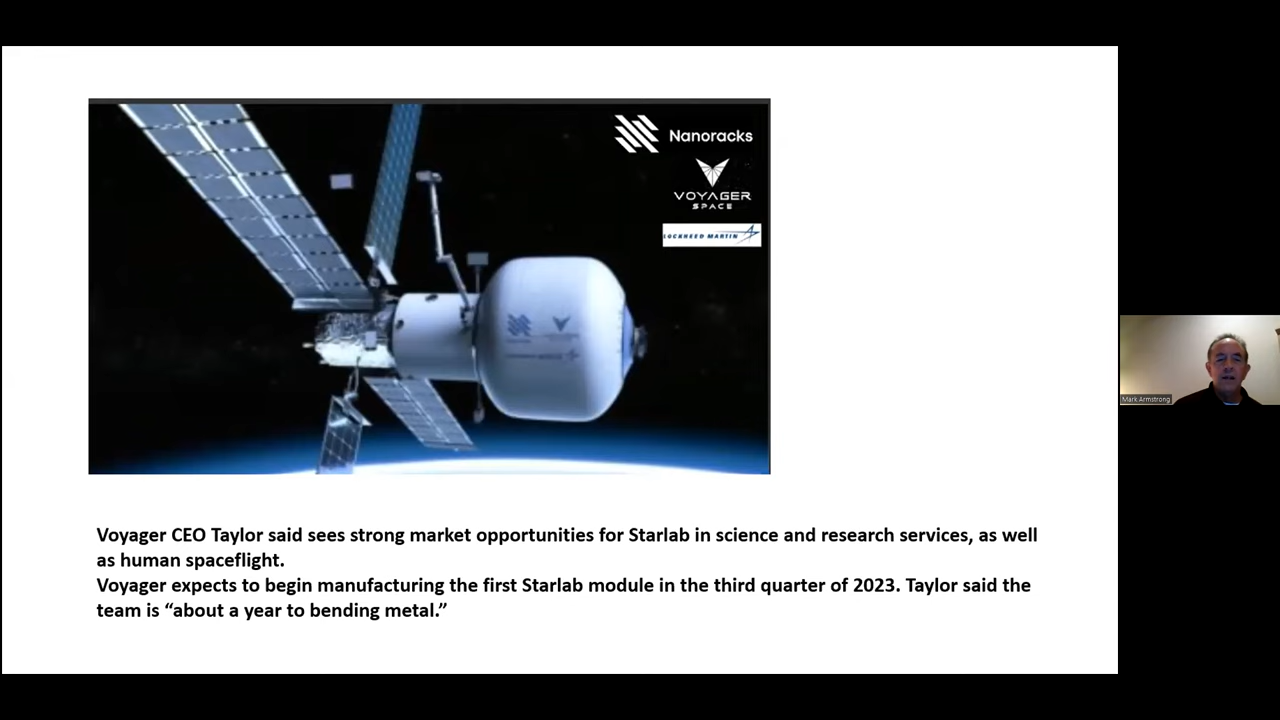 Nanoracks
VOYAGER
SPACE
LOCKHEED MARTIN
Voyager CEO Taylor said sees strong market opportunities for Starlab in science and research services, as well
as human spaceflight.
Voyager expects to begin manufacturing the first Starlab module in the third quarter of 2023. Taylor said the
team is “about a year to bending metal.”
Mark Armstrong